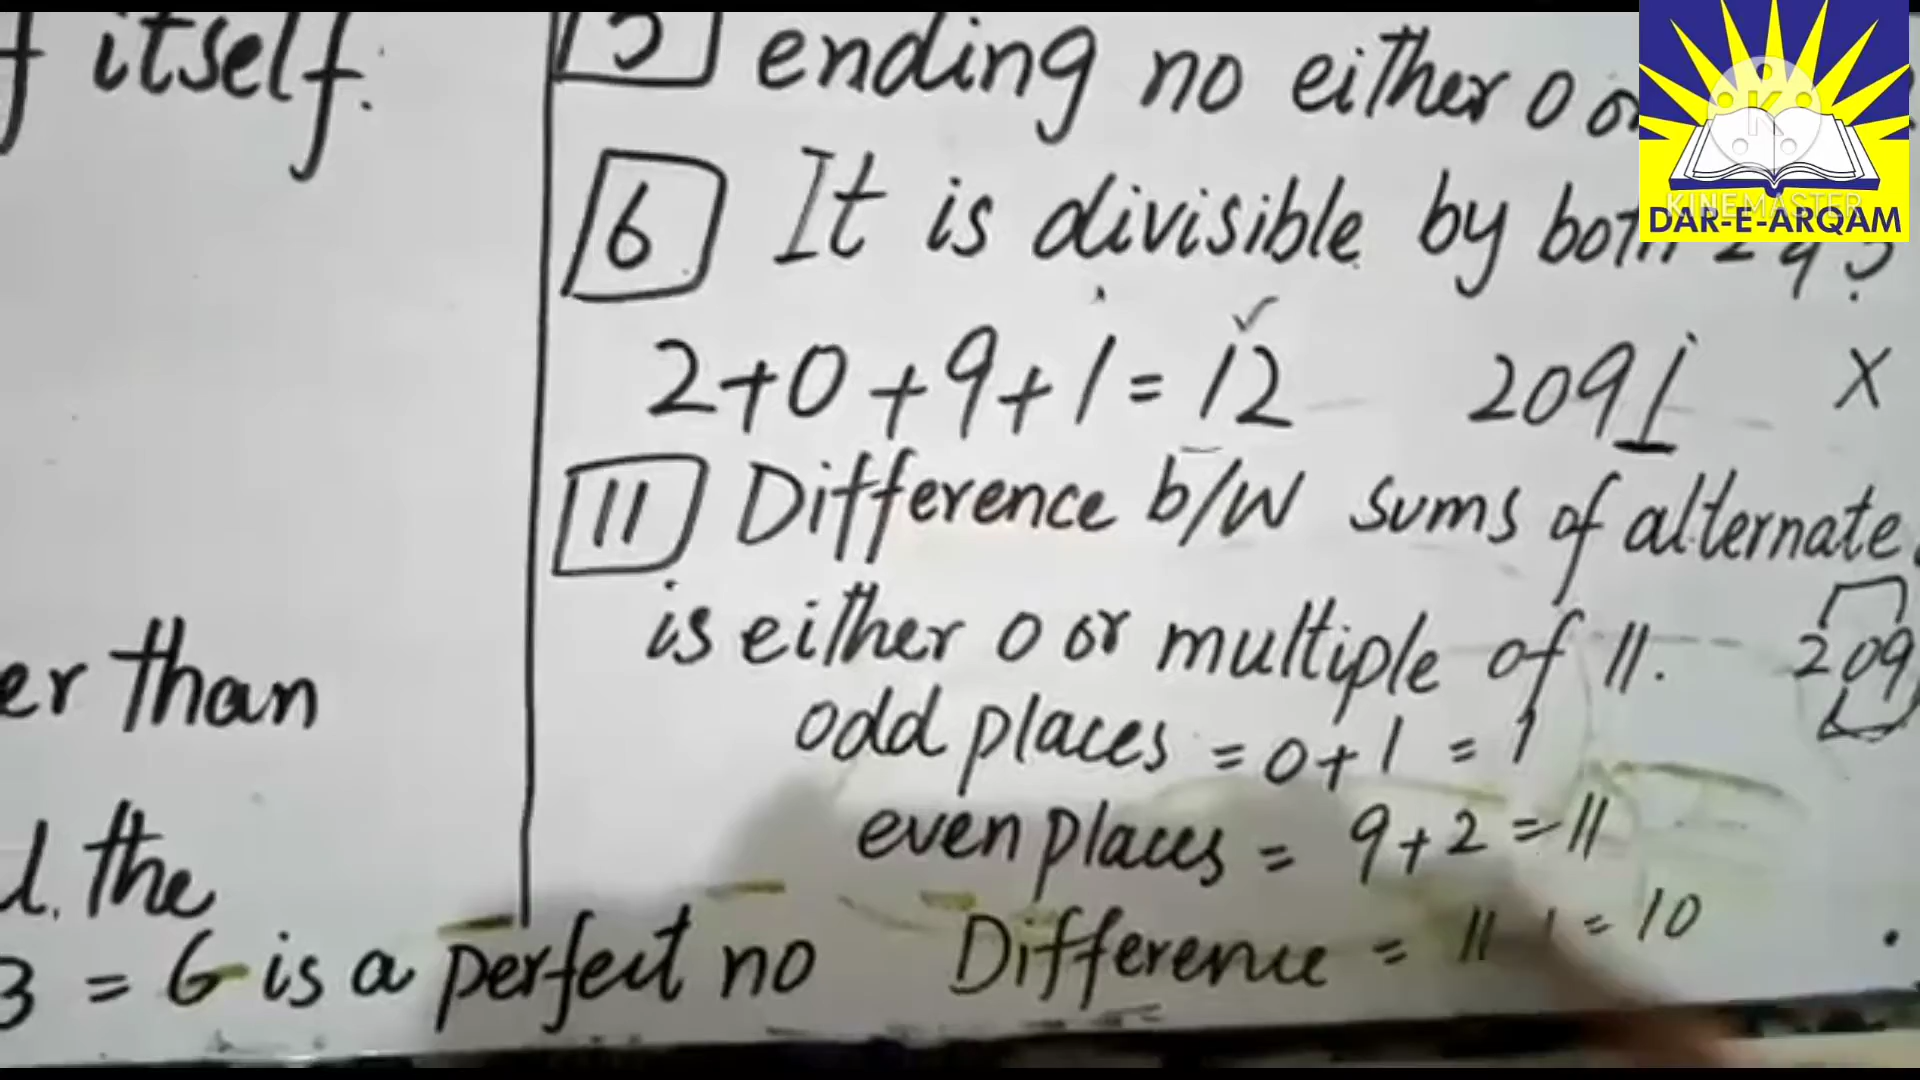 f itself.
er than
d. the
3 = 6 is a perfect no
5 ending no either 0 or
6 It is divisible by both 2 & 3.
2+0+9+1=12 2091 X
11 Difference b/w sums of alternate
is either 0 or multiple of 11. 209
odd places = 0+1 = 1
even places = 9+2 = 11
Difference = 11 1 = 10
KINEMASTER
DAR-E-ARQAM